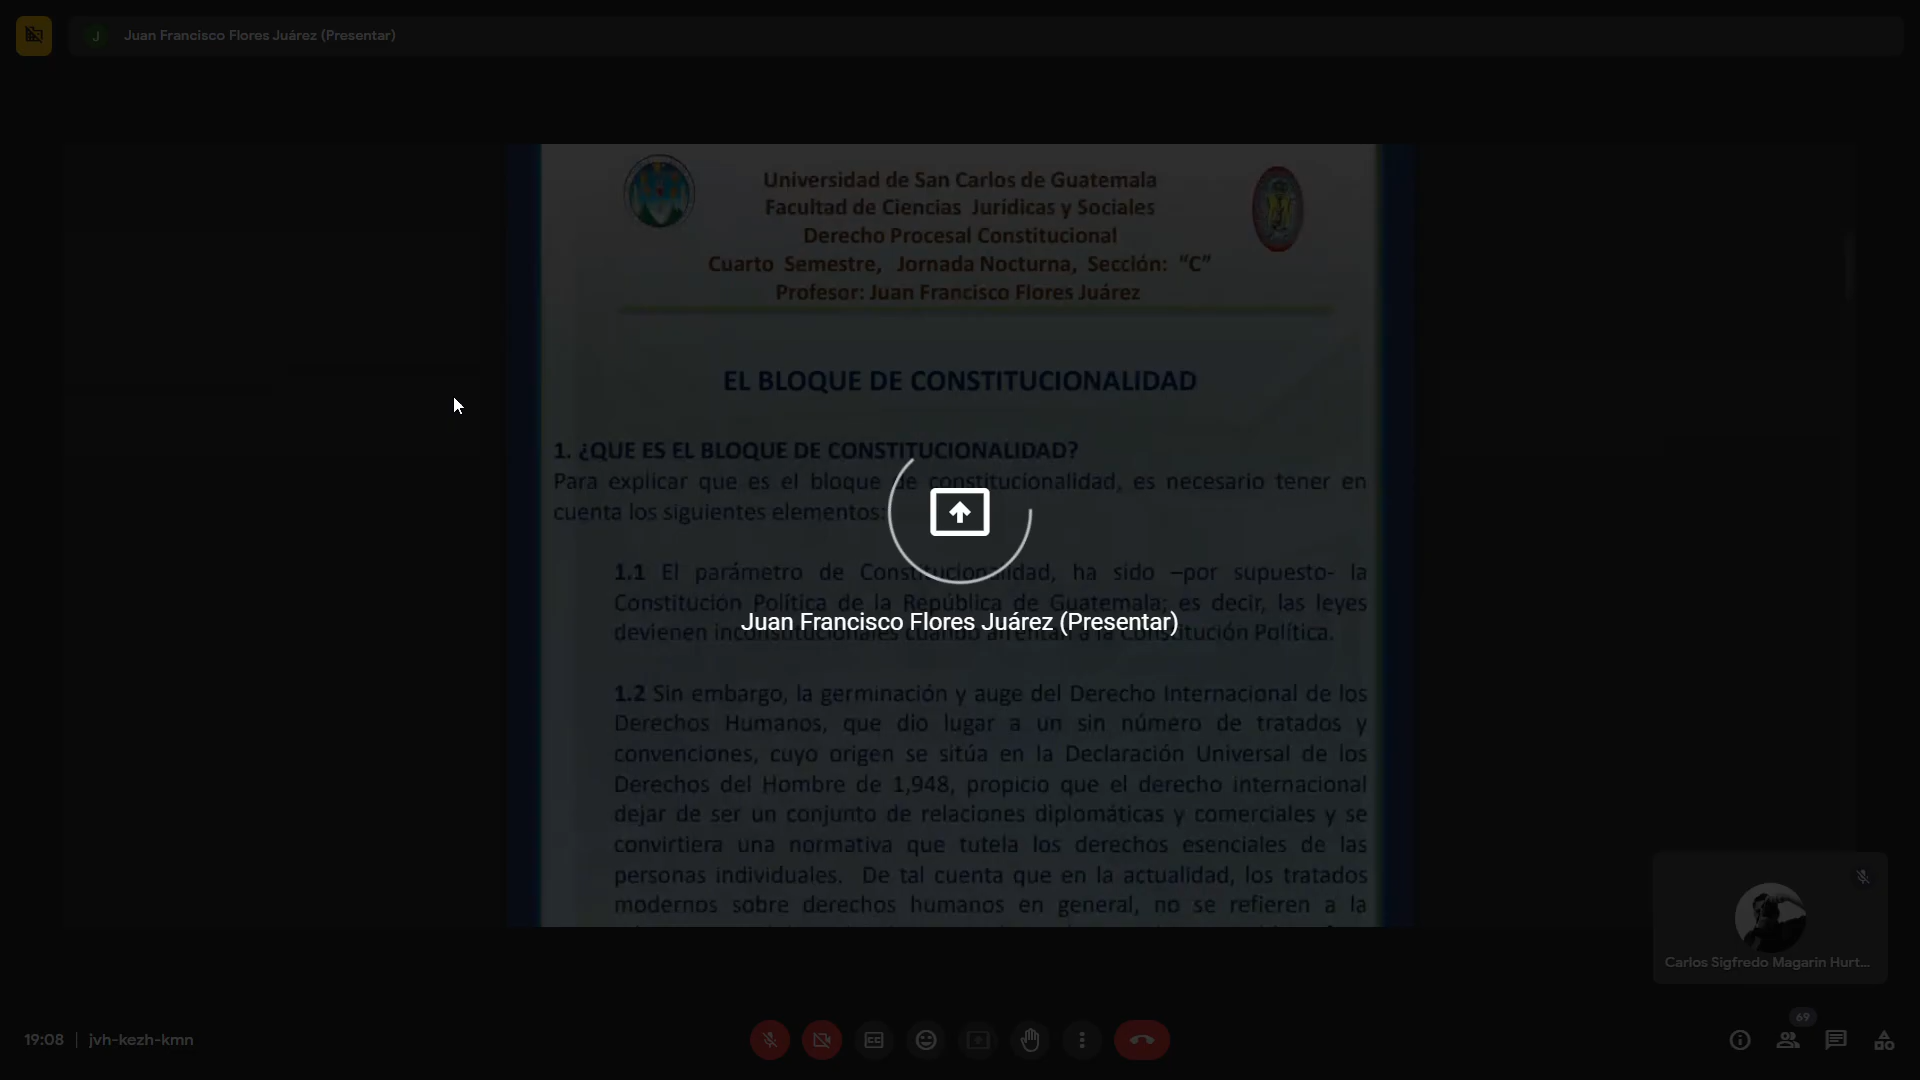 J Juan Francisco Flores Juárez (Presentar)
Universidad de San Carlos de Guatemala
Facultad de Ciencias Jurídicas y Sociales
Derecho Procesal Constitucional
Cuarto Semestre, Jornada Nocturna, Sección: “C”
Profesor: Juan Francisco Flores Juárez
EL BLOQUE DE CONSTITUCIONALIDAD
1. ¿QUE ES EL BLOQUE DE CONSTITUCIONALIDAD?
Para explicar que es el bloque de constitucionalidad, es necesario tener en
cuenta los siguientes elementos:
1.1 El parámetro de Constitucionalidad, ha sido –por supuesto- la
Constitución Política de la República de Guatemala; es decir, las leyes
Juan Francisco Flores Juárez (Presentar)
devienen inconstitucionales cuando a la Constitución Política.
1.2 Sin embargo, la germinación y auge del Derecho Internacional de los
Derechos Humanos, que dio lugar a un sin número de tratados y
convenciones, cuyo origen se sitúa en la Declaración Universal de los
Derechos del Hombre de 1,948, propicio que el derecho internacional
dejar de ser un conjunto de relaciones diplomáticas y comerciales y se
convirtiera una normativa que tutela los derechos esenciales de las
personas individuales. De tal cuenta que en la actualidad, los tratados
modernos sobre derechos humanos en general, no se refieren a la
Carlos Sigfredo Magarin Hurt...
19:08 | jvh-kezh-kmn
CC
69